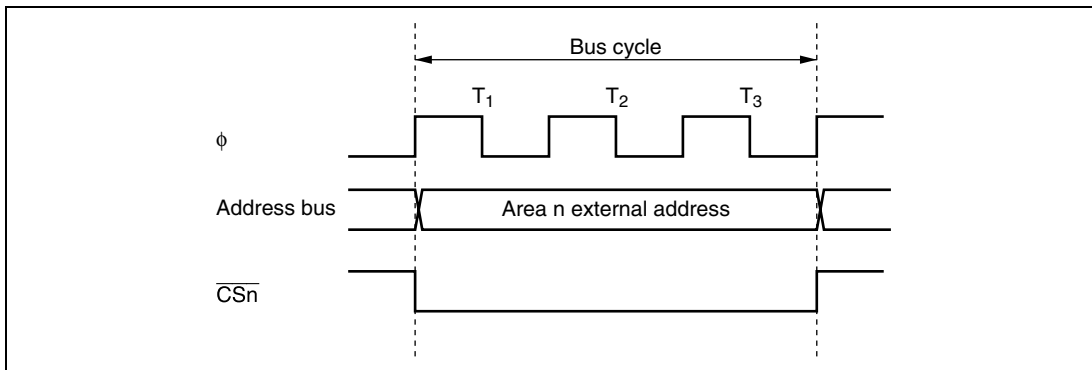 Bus cycle
T1 T2 T3
ϕ
Address bus Area n external address
CSn